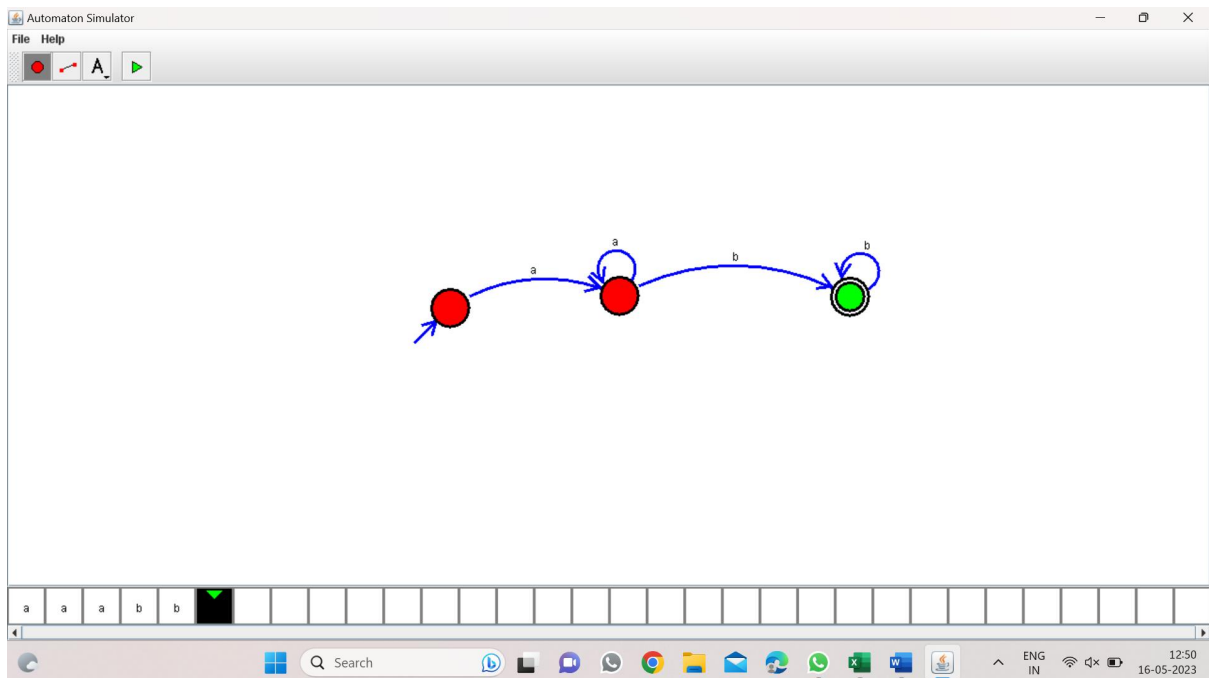 Automaton Simulator
File Help
A
a
b
b
a
a a a b b
Search
ENG
IN
12:50
16-05-2023